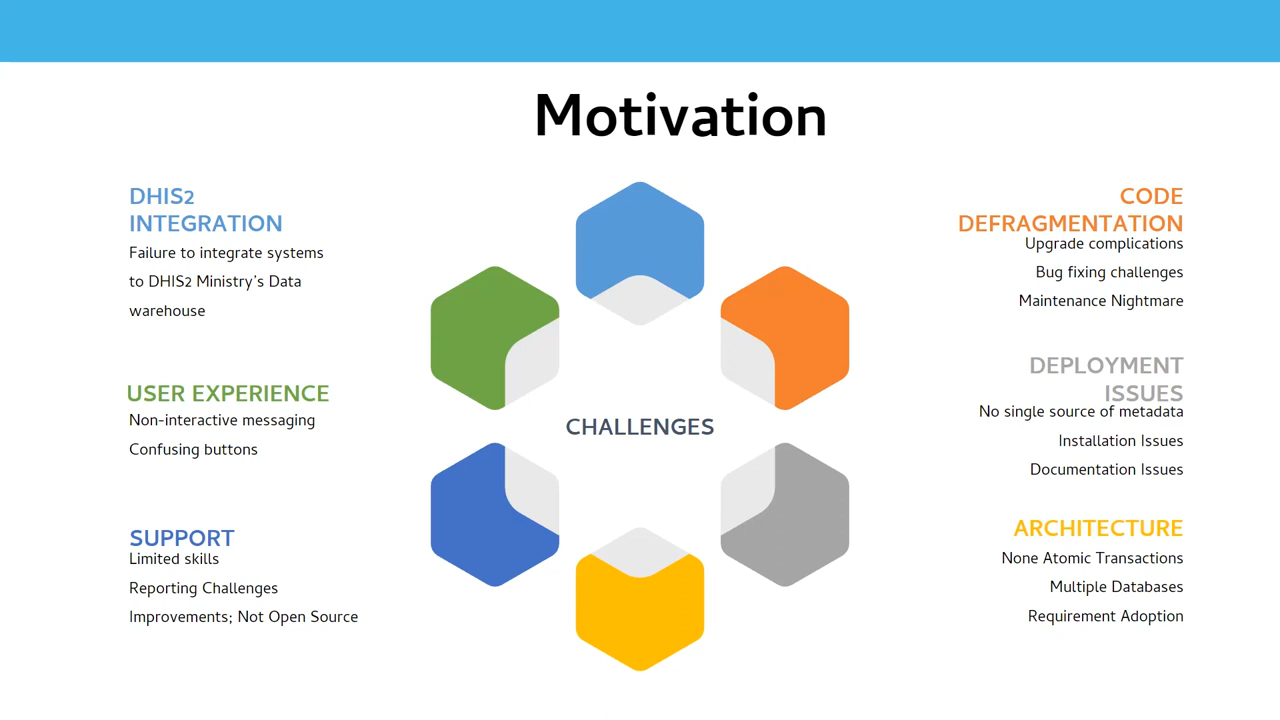 Motivation
DHIS2
INTEGRATION
Failure to integrate systems
to DHIS2 Ministry’s Data
warehouse
USER EXPERIENCE
Non-interactive messaging
Confusing buttons
SUPPORT
Limited skills
Reporting Challenges
Improvements; Not Open Source
CHALLENGES
CODE
DEFRAGMENTATION
Upgrade complications
Bug fixing challenges
Maintenance Nightmare
DEPLOYMENT
ISSUES
No single source of metadata
Installation Issues
Documentation Issues
ARCHITECTURE
None Atomic Transactions
Multiple Databases
Requirement Adoption